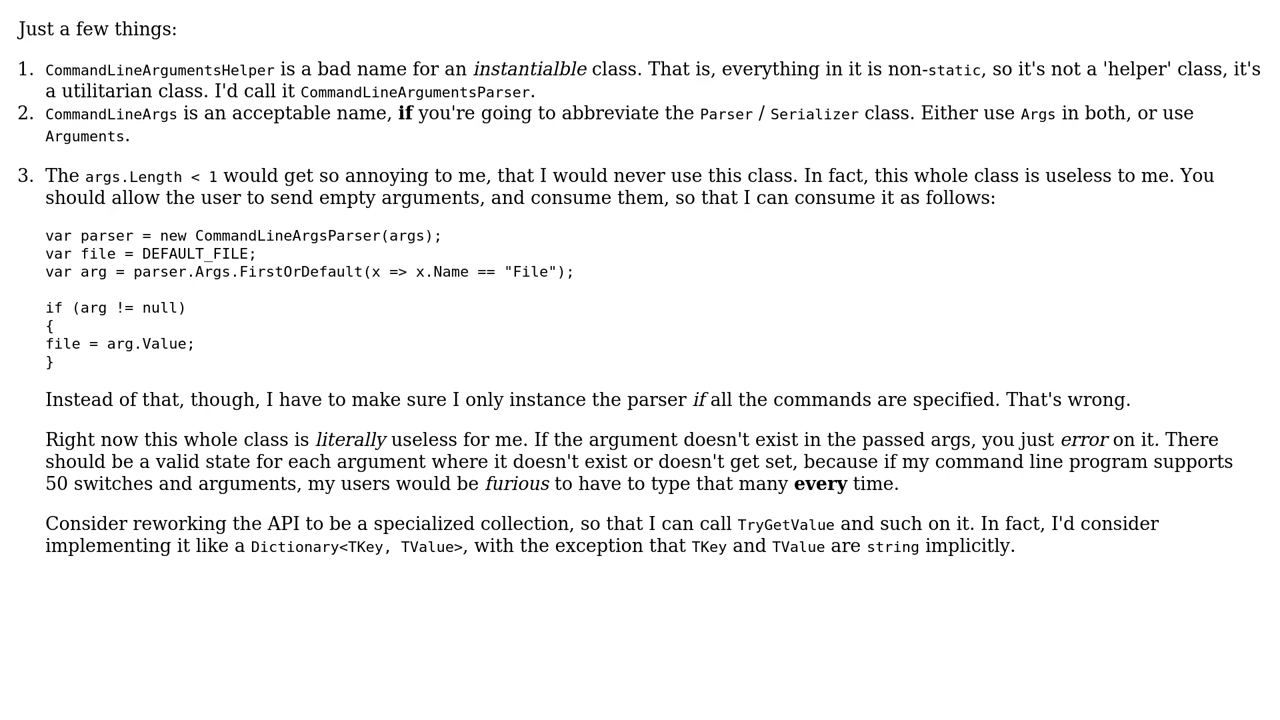 Just a few things:
1. CommandLineArgumentsHelper is a bad name for an instantialble class. That is, everything in it is non-static, so it's not a 'helper' class, it's
a utilitarian class. I'd call it CommandLineArgumentsParser.
2. CommandLineArgs is an acceptable name, if you're going to abbreviate the Parser / Serializer class. Either use Args in both, or use
Arguments.
3. The args.Length < 1 would get so annoying to me, that I would never use this class. In fact, this whole class is useless to me. You
should allow the user to send empty arguments, and consume them, so that I can consume it as follows:
var parser = new CommandLineArgsParser(args);
var file = DEFAULT_FILE;
var arg = parser.Args.FirstOrDefault(x => x.Name == "File");
if (arg != null)
{
file = arg.Value;
}
Instead of that, though, I have to make sure I only instance the parser if all the commands are specified. That's wrong.
Right now this whole class is literally useless for me. If the argument doesn't exist in the passed args, you just error on it. There
should be a valid state for each argument where it doesn't exist or doesn't get set, because if my command line program supports
50 switches and arguments, my users would be furious to have to type that many every time.
Consider reworking the API to be a specialized collection, so that I can call TryGetValue and such on it. In fact, I'd consider
implementing it like a Dictionary<TKey, TValue>, with the exception that TKey and TValue are string implicitly.